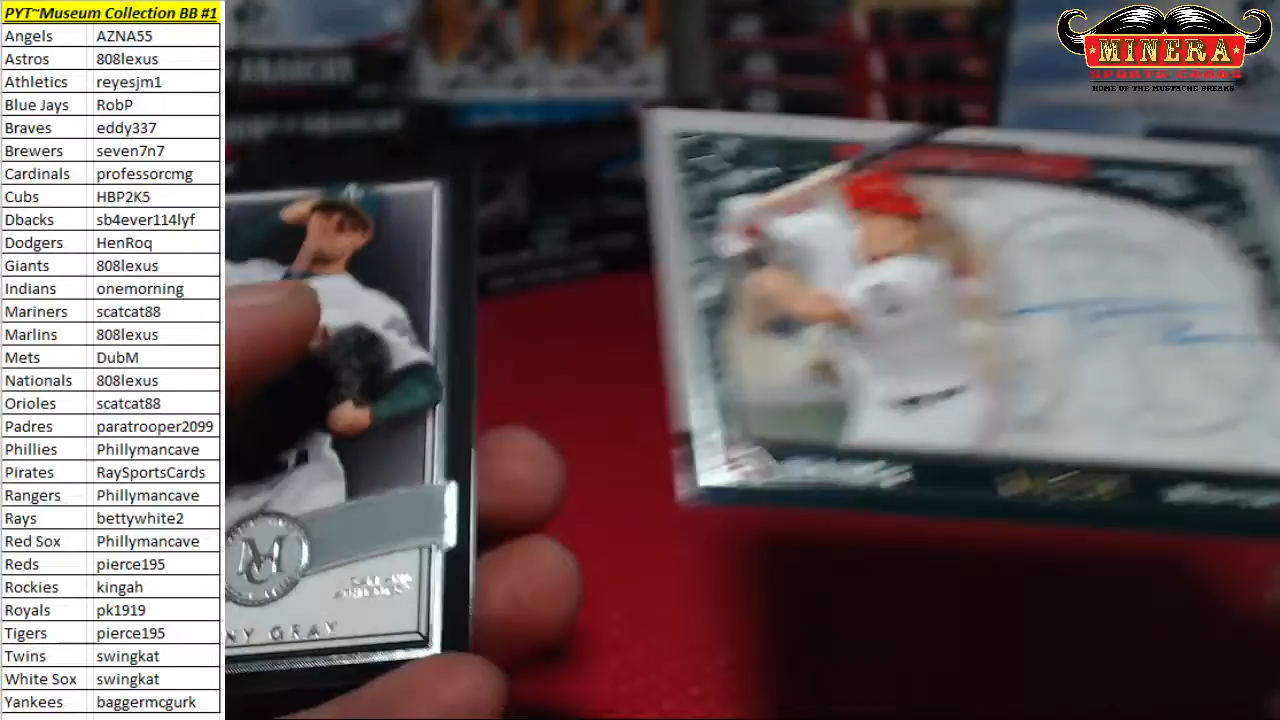 PYT~Museum Collection BB #1
Angels AZNA55
Astros 808lexus
Athletics reyesjm1
Blue Jays RobP
Braves eddy337
Brewers seven7n7
Cardinals professorcmg
Cubs HBP2K5
Dbacks sb4ever114lyf
Dodgers HenRoq
Giants 808lexus
Indians onemorning
Mariners scatcat88
Marlins 808lexus
Mets DubM
Nationals 808lexus
Orioles scatcat88
Padres paratrooper2099
Phillies Phillymancave
Pirates RaySportsCards
Rangers Phillymancave
Rays bettywhite2
Red Sox Phillymancave
Reds pierce195
Rockies kingah
Royals pk1919
Tigers pierce195
Twins swingkat
White Sox swingkat
Yankees baggermcgurk
MINERA
SPORTS CARDS
HOME OF THE MUSTACHE BREAKS
MC
NY GRAY